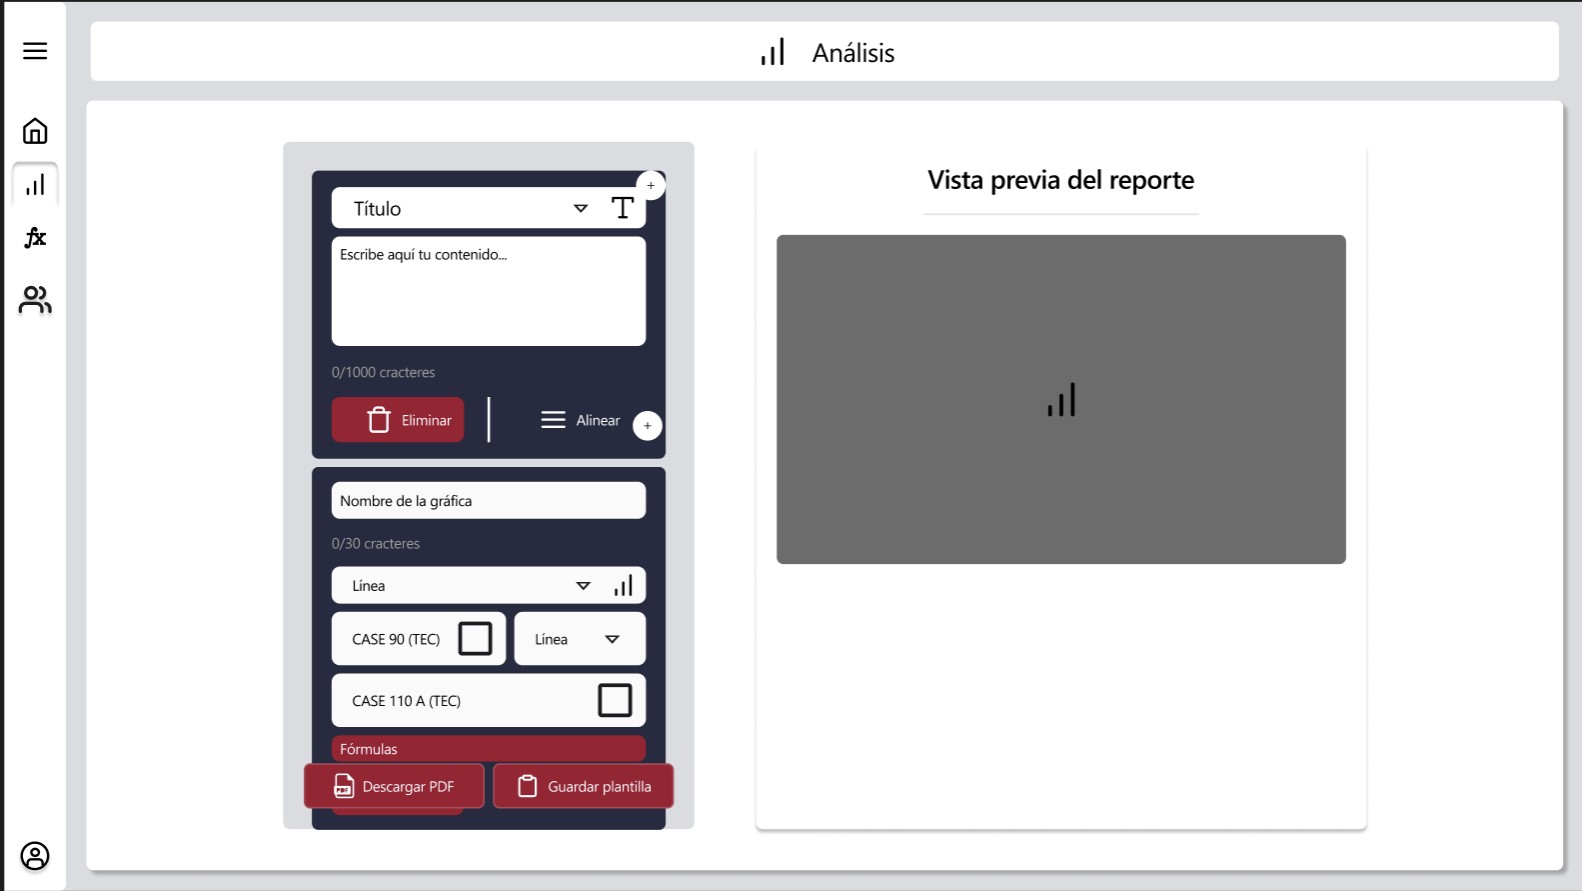 Análisis
Título
Escribe aquí tu contenido...
0/1000 cracteres
Eliminar
Alinear
Nombre de la gráfica
0/30 cracteres
Línea
CASE 90 (TEC)
Línea
CASE 110 A (TEC)
Fórmulas
Descargar PDF
Guardar plantilla
Vista previa del reporte